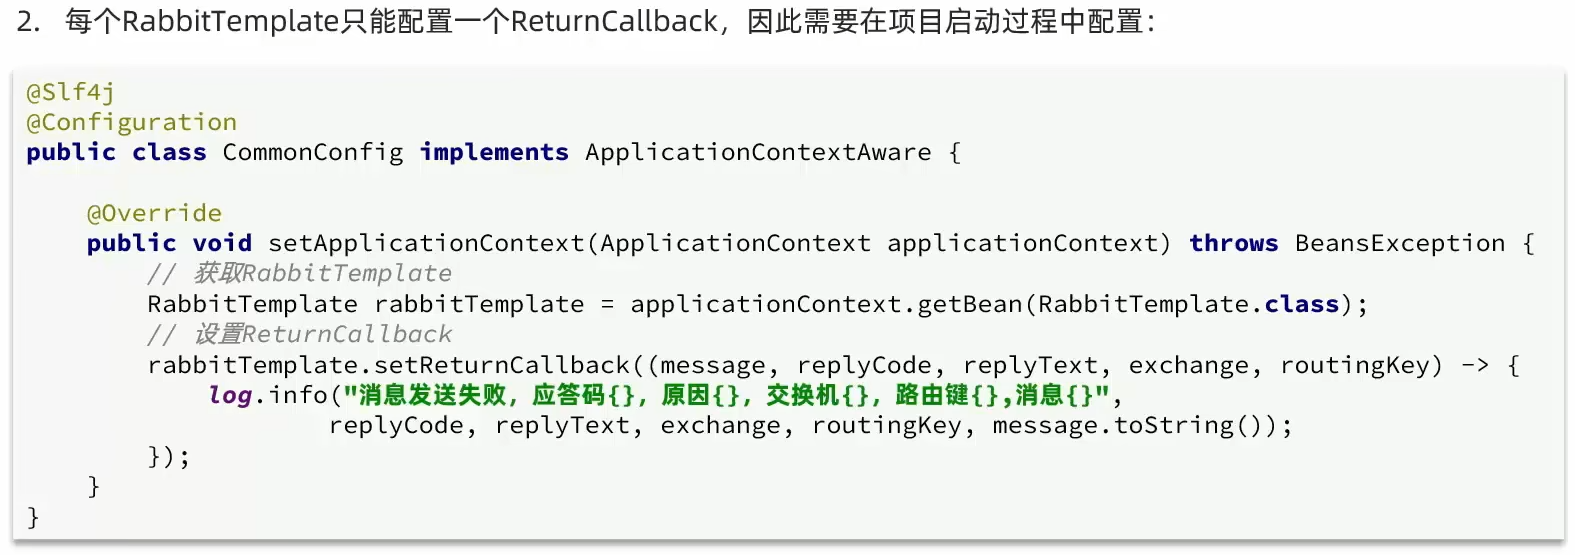 2. 每个RabbitTemplate只能配置一个ReturnCallback，因此需要在项目启动过程中配置：
@Slf4j
@Configuration
public class CommonConfig implements ApplicationContextAware {
@Override
public void setApplicationContext(ApplicationContext applicationContext) throws BeansException {
// 获取RabbitTemplate
RabbitTemplate rabbitTemplate = applicationContext.getBean(RabbitTemplate.class);
// 设置ReturnCallback
rabbitTemplate.setReturnCallback((message, replyCode, replyText, exchange, routingKey) -> {
log.info("消息发送失败，应答码{}，原因{}，交换机{}，路由键{},消息{}",
replyCode, replyText, exchange, routingKey, message.toString());
});
}
}